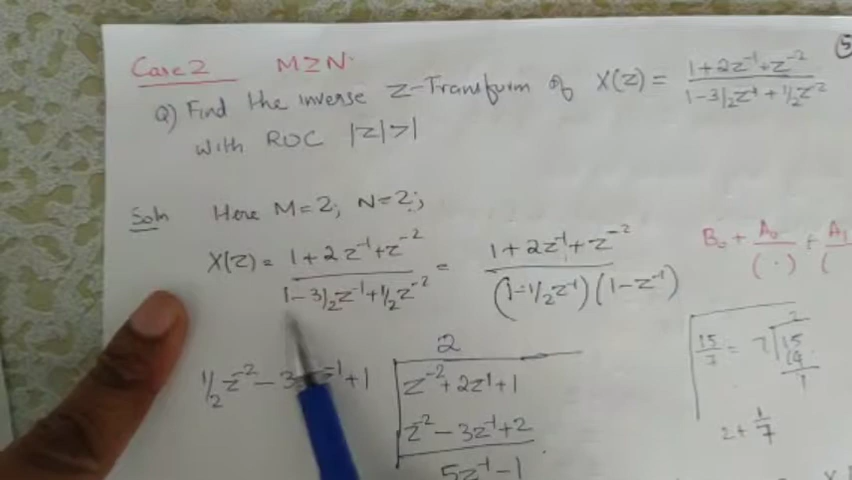 Case 2 M≥N.
Q) Find the inverse Z-Transform of X(z) = (1+2z⁻¹+z⁻²)/(1-3/2z⁻¹+1/2z⁻²)
with ROC |z|>1
Soln Here M=2; N=2;
X(z) = (1+2z⁻¹+z⁻²)/(1-3/2z⁻¹+1/2z⁻²) = (1+2z⁻¹+z⁻²)/((1-1/2z⁻¹)(1-z⁻¹))
B₀ + A₀/(·) + A₁/(
2
1/2z⁻² - 3 z⁻¹+1 z⁻²+2z⁻¹+1
z⁻²-3z⁻¹+2
5z⁻¹-1
2
15/7 = 7 15
14
1
2+1/7